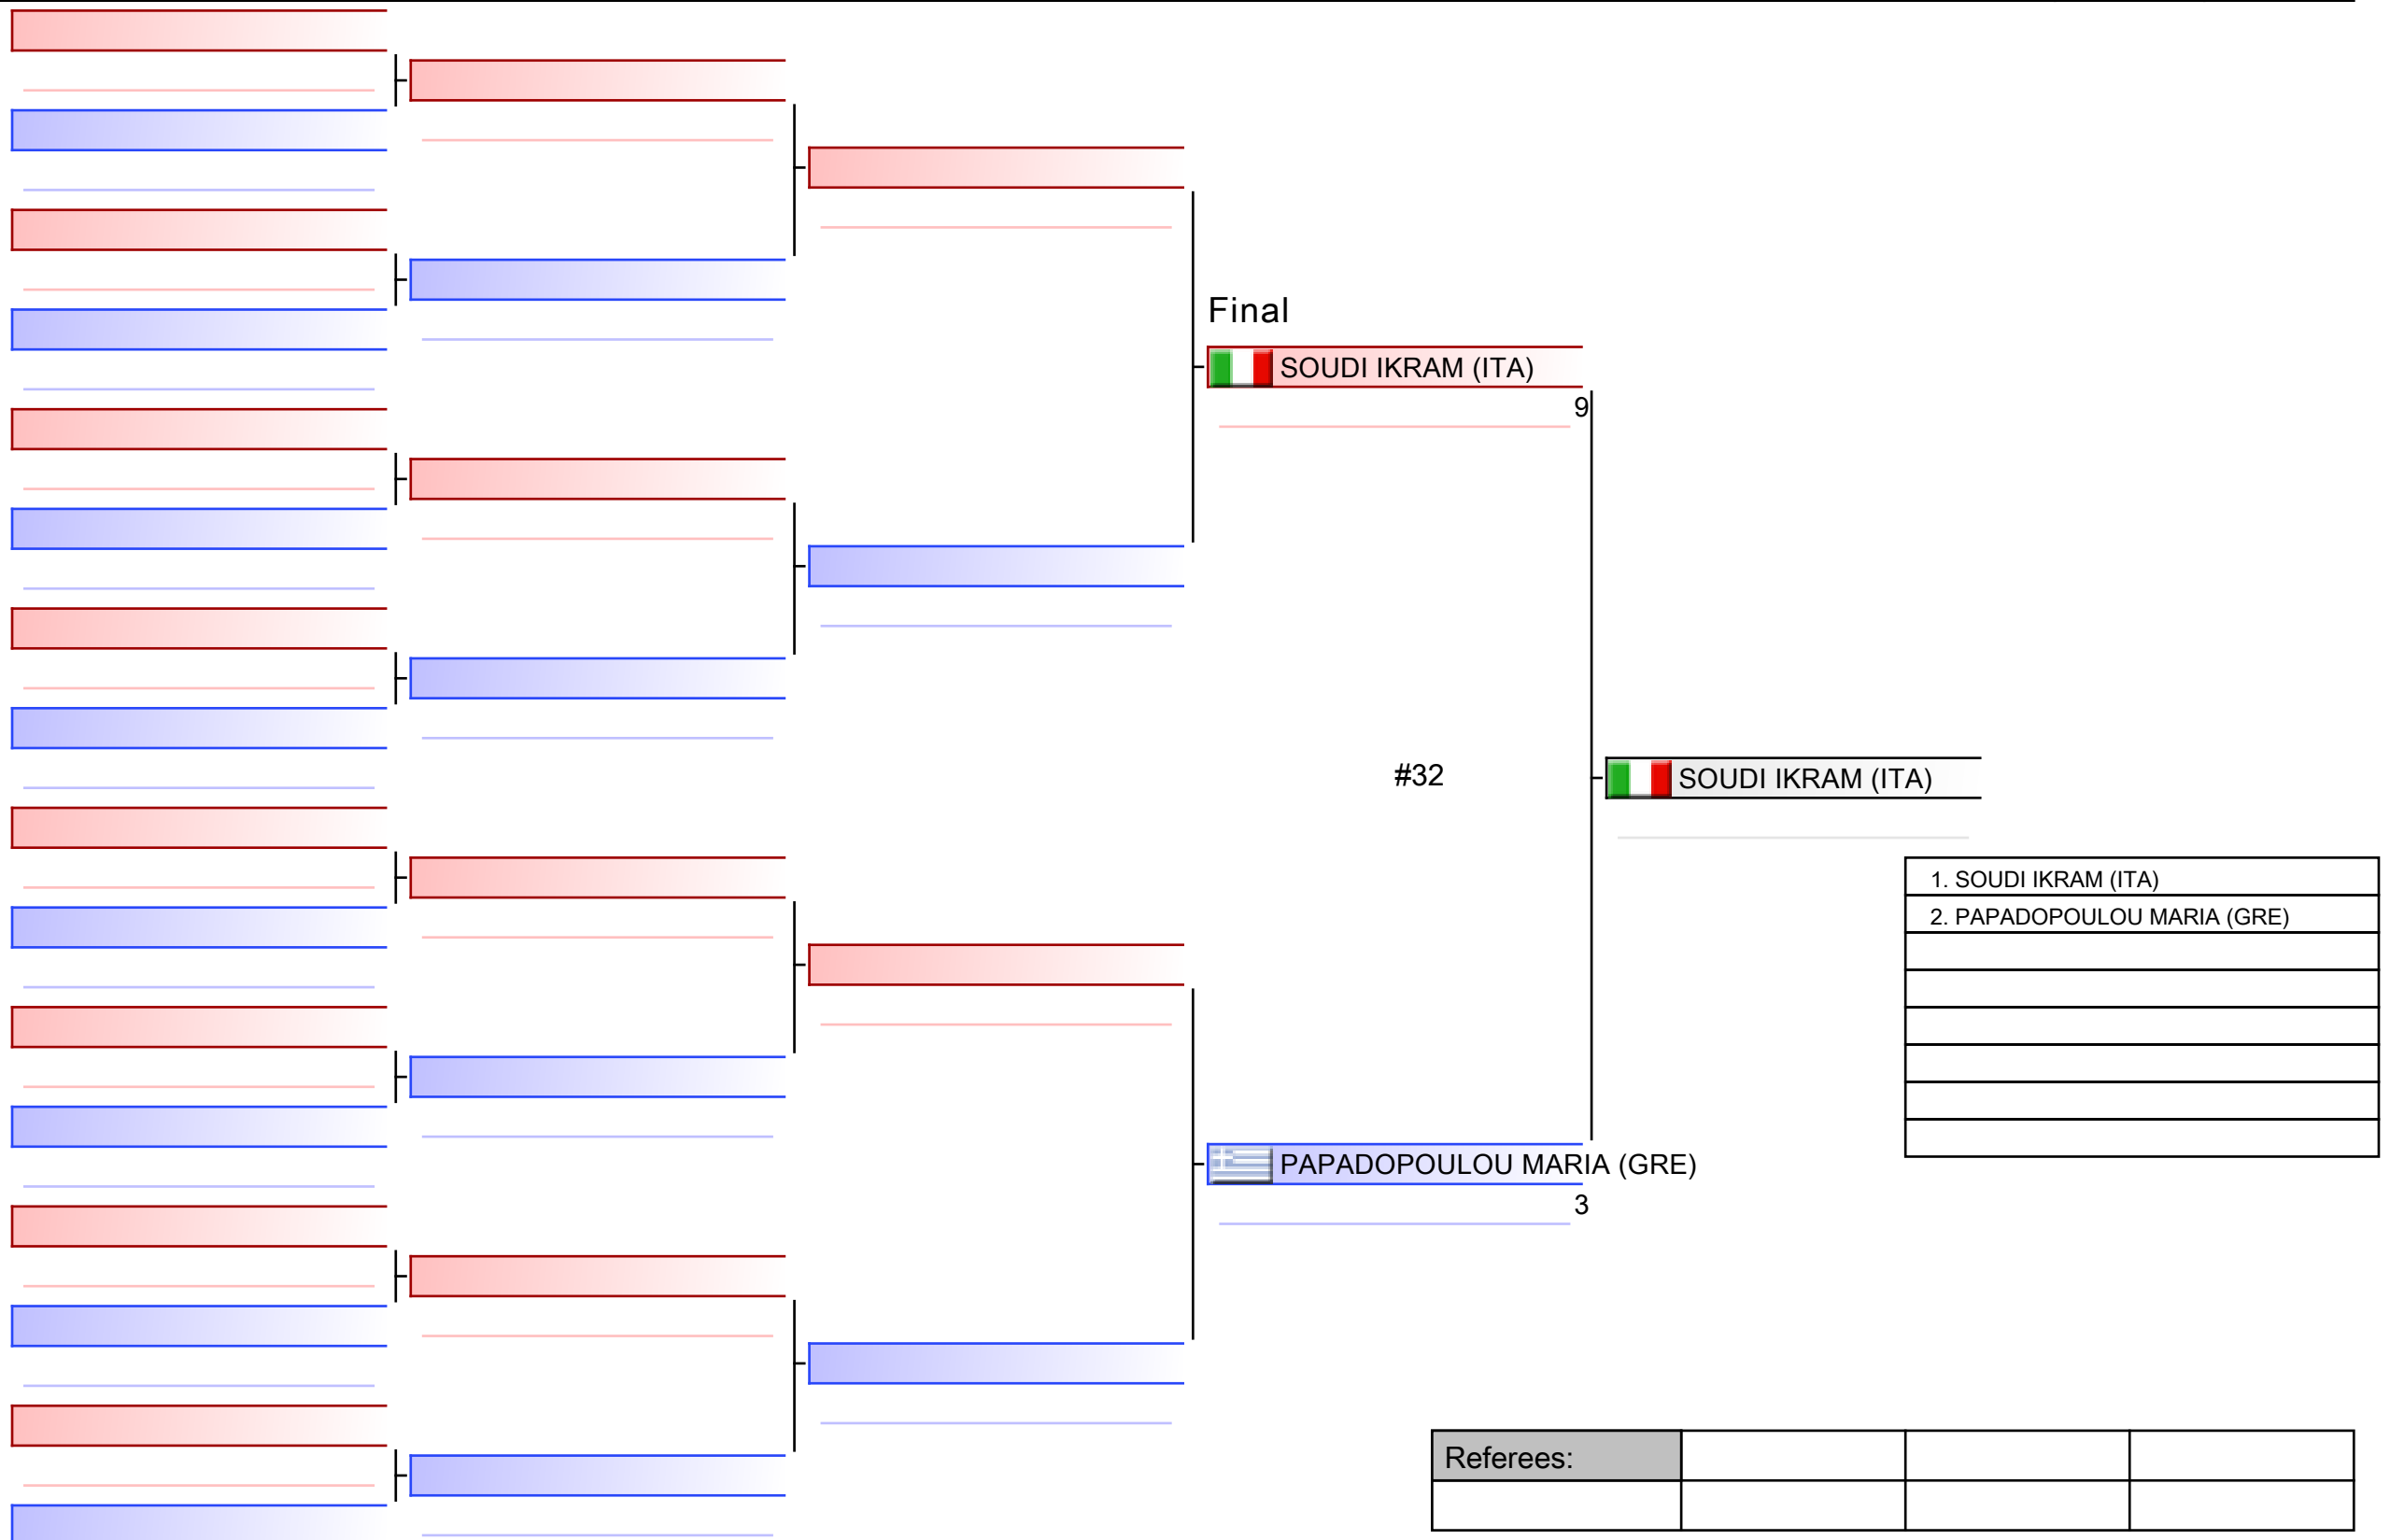 Final
SOUDI IKRAM (ITA)
9
#32
SOUDI IKRAM (ITA)
1. SOUDI IKRAM (ITA)
2. PAPADOPOULOU MARIA (GRE)
PAPADOPOULOU MARIA (GRE)
3
Referees: